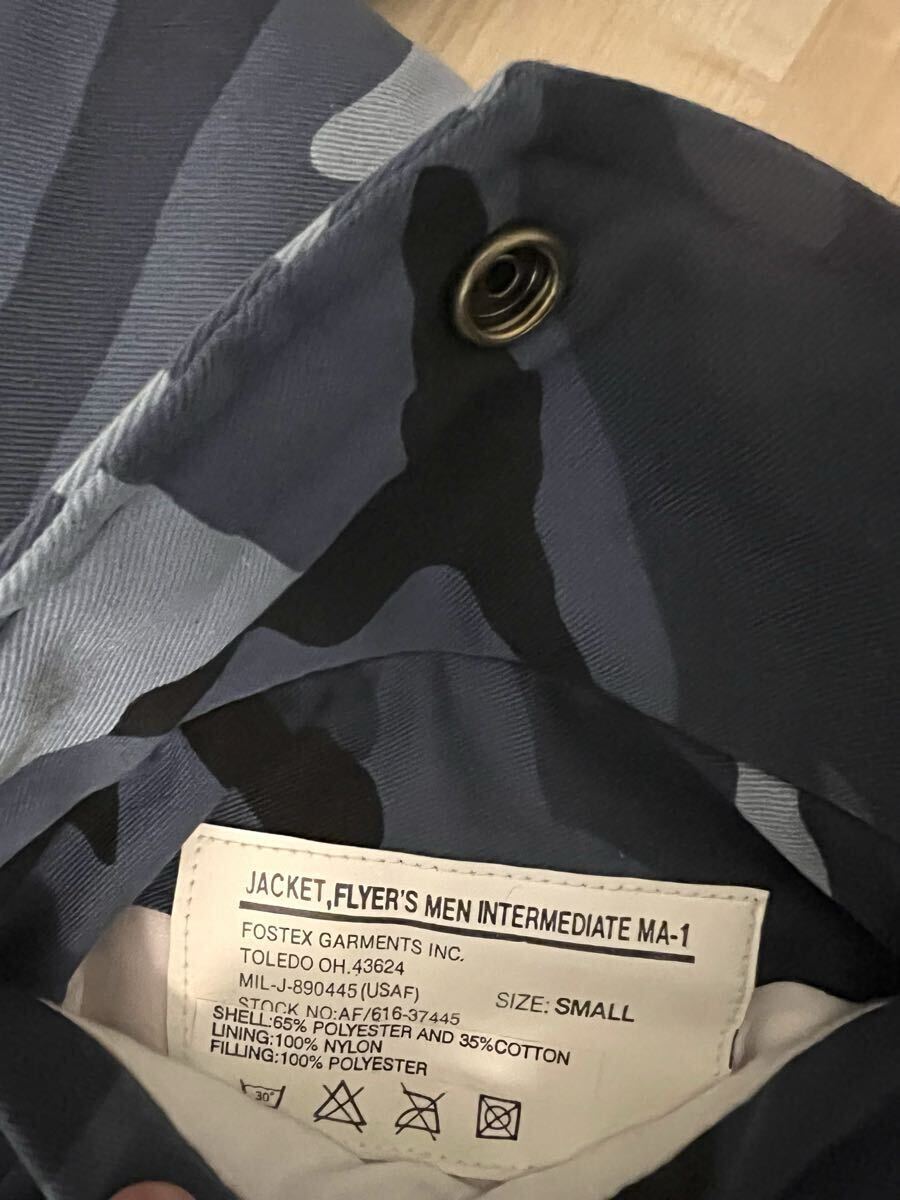 JACKET,FLYER'S MEN INTERMEDIATE MA-1
FOSTEX GARMENTS INC.
TOLEDO OH.43624
MIL-J-890445(USAF)
SIZE: SMALL
STOCK NO:AF/616-37445
SHELL:65% POLYESTER AND 35%COTTON
LINING:100% NYLON
FILLING:100% POLYESTER
30°